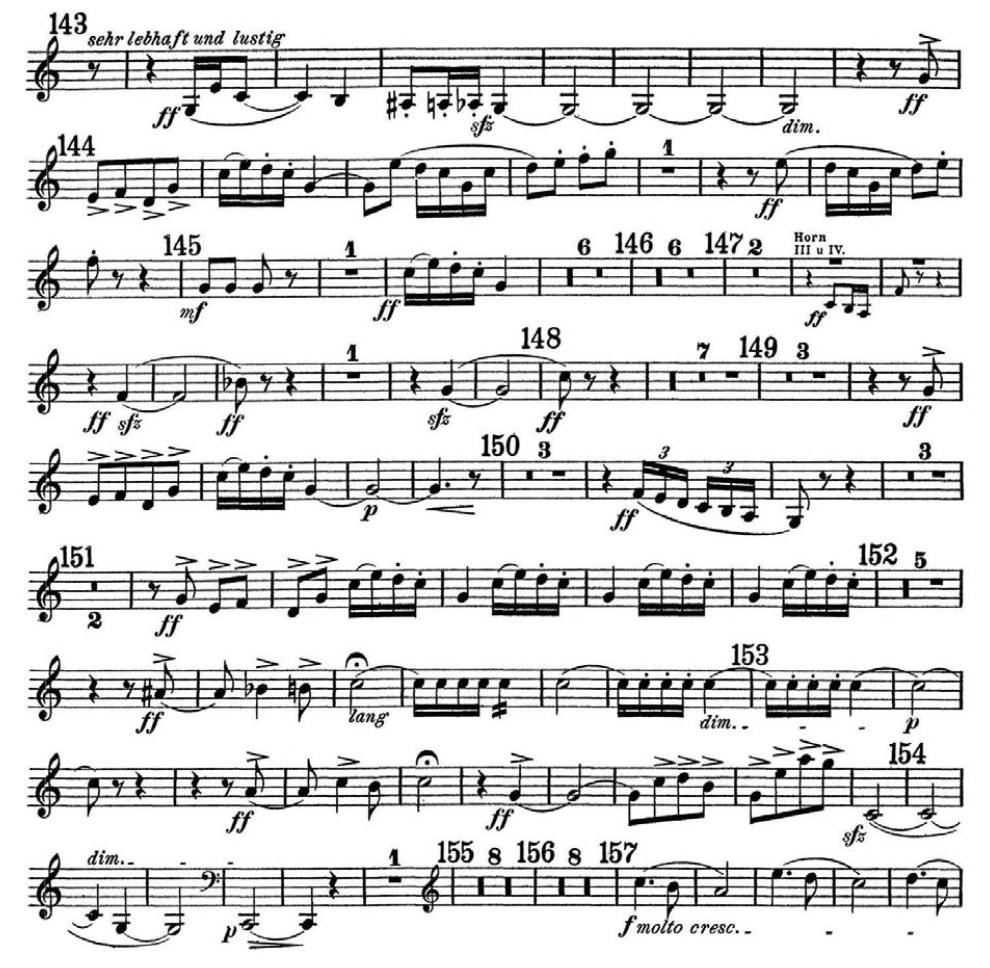 143
sehr lebhaft und lustig
ff sfz dim. ff
144 1
ff
145 1 6 146 6 147 2 Horn
III u IV.
mf ff ff
148 1 7 149 3
ff sfz ff sfz ff ff
150 3 3 3 3
p ff
151 152 5
2 ff
153
ff lang dim. p
154
ff ff sfz
dim. 1 155 8 156 8 157
p f molto cresc.